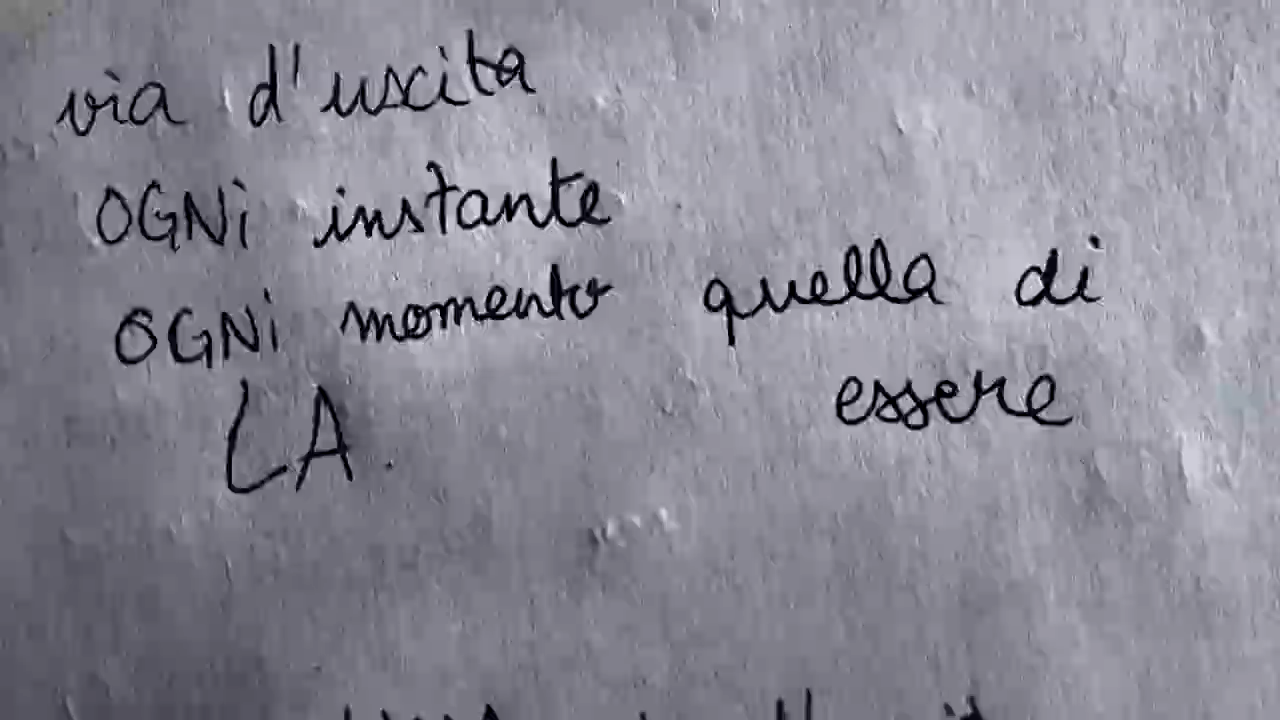 via d'uscita
OGNi instante
OGNi momento quella di
LA. essere